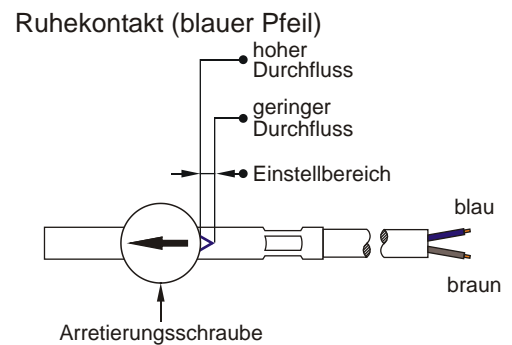 Ruhekontakt (blauer Pfeil)
hoher
Durchfluss
geringer
Durchfluss
Einstellbereich
blau
braun
Arretierungsschraube